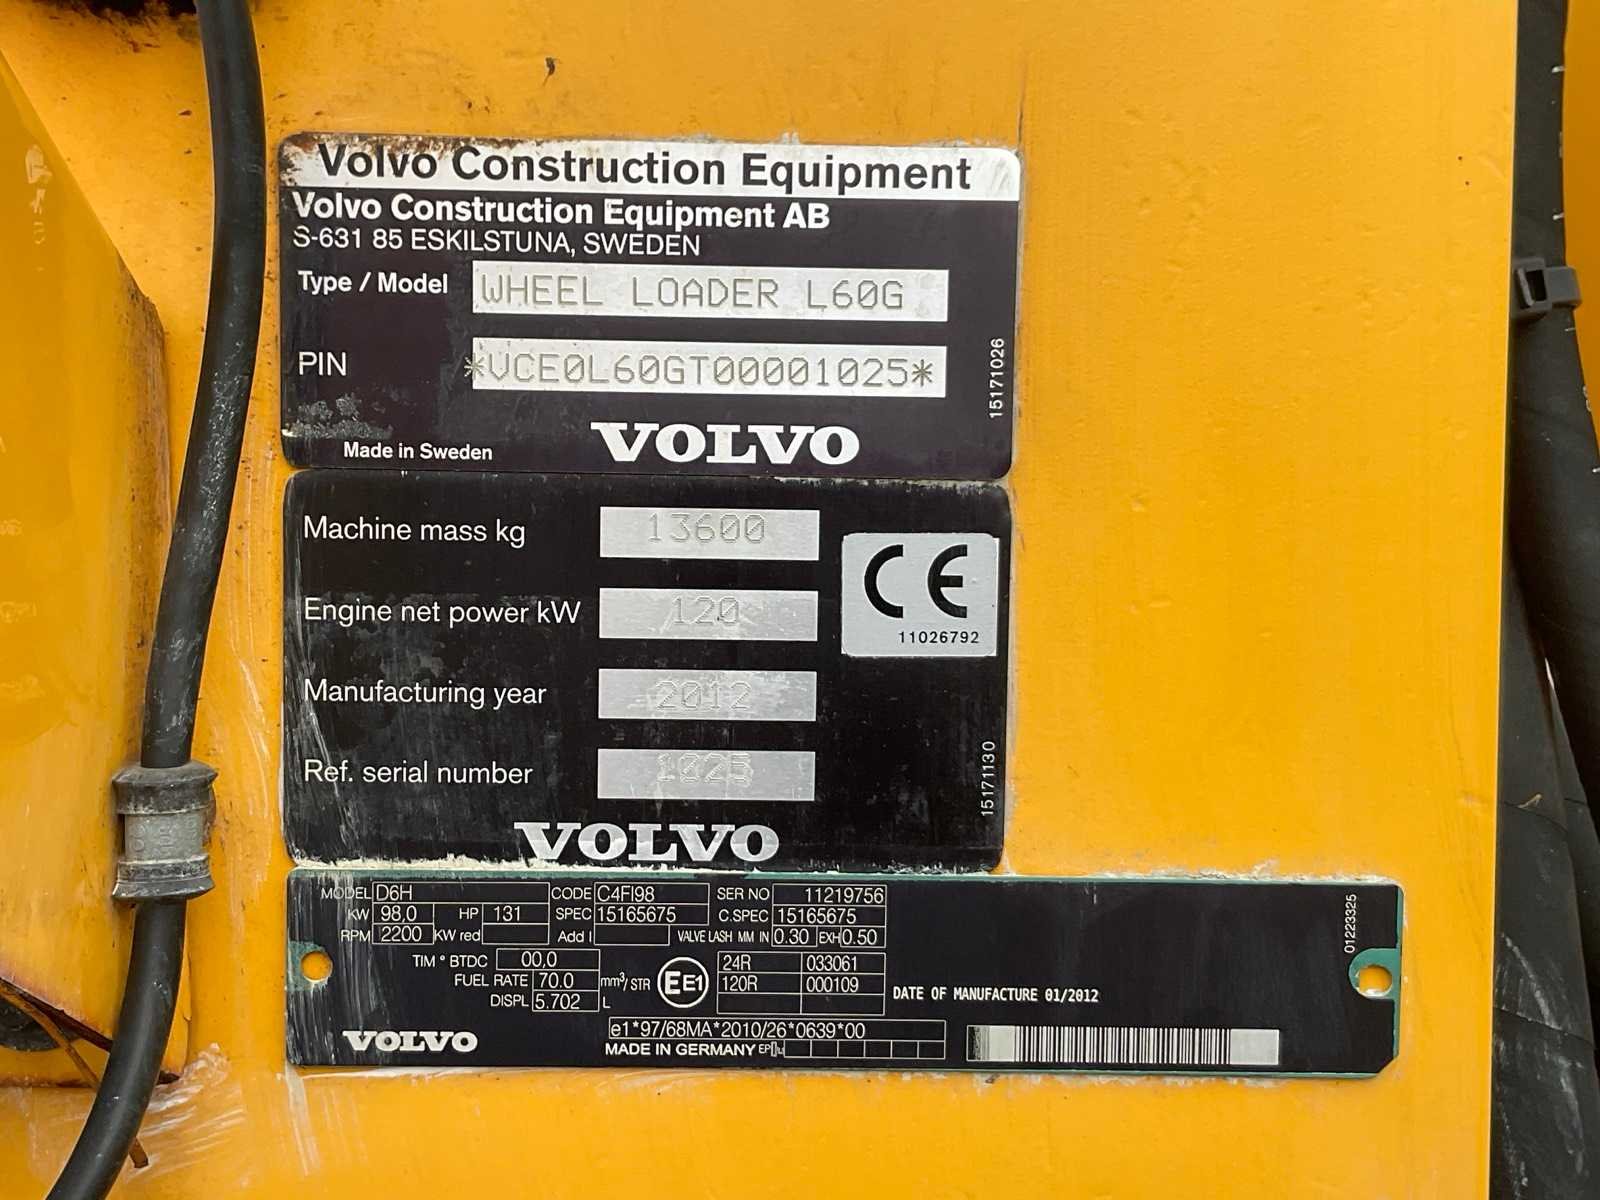 Volvo Construction Equipment
Volvo Construction Equipment AB
S-631 85 ESKILSTUNA, SWEDEN
Type / Model WHEEL LOADER L60G
PIN *VCE0L60GT00001025*
15171026
Made in Sweden VOLVO
Machine mass kg 13600
CE
11026792
Engine net power kW 120
Manufacturing year 2012
Ref. serial number 1025
15171130
VOLVO
MODEL D6H CODE C4FI98 SER NO 11219756
KW 98,0 HP 131 SPEC 15165675 C.SPEC 15165675
RPM 2200 KW red Add I VALVE LASH MM IN 0.30 EXH 0.50
TIM ° BTDC 00,0 24R 033061
FUEL RATE 70.0 mm³/STR E E1 120R 000109
DISPL 5.702 L
DATE OF MANUFACTURE 01/2012
01223325
e1*97/68MA*2010/26*0639*00
VOLVO MADE IN GERMANY